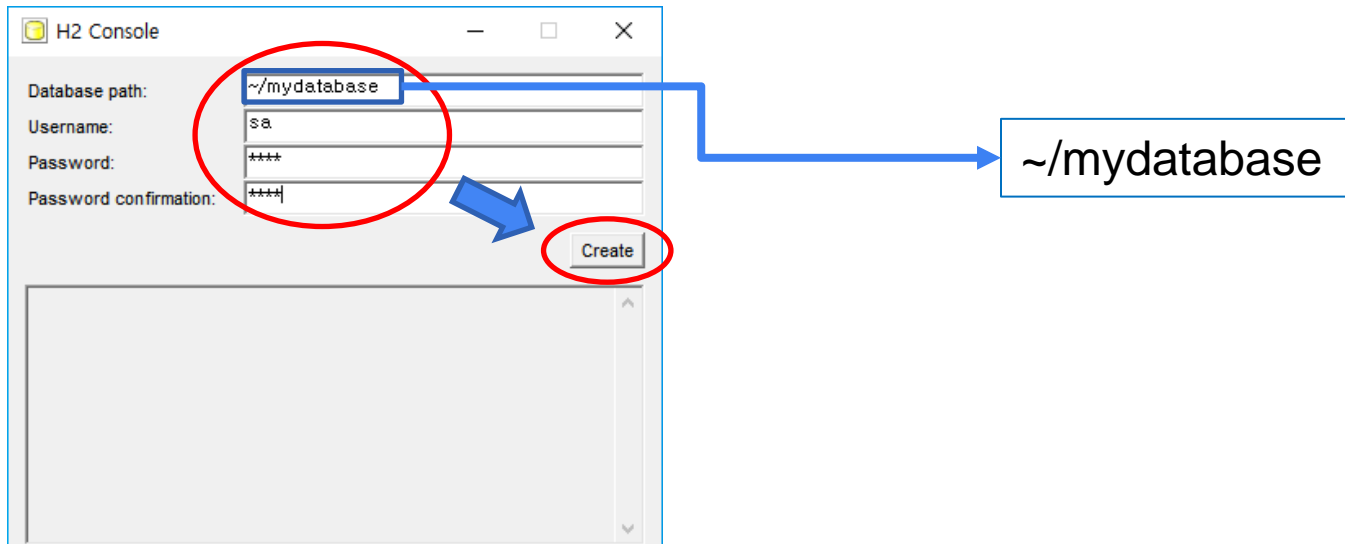 H2 Console
Database path: ~/mydatabase
~/mydatabase
Username: sa
Password: ****
Password confirmation: ****
Create